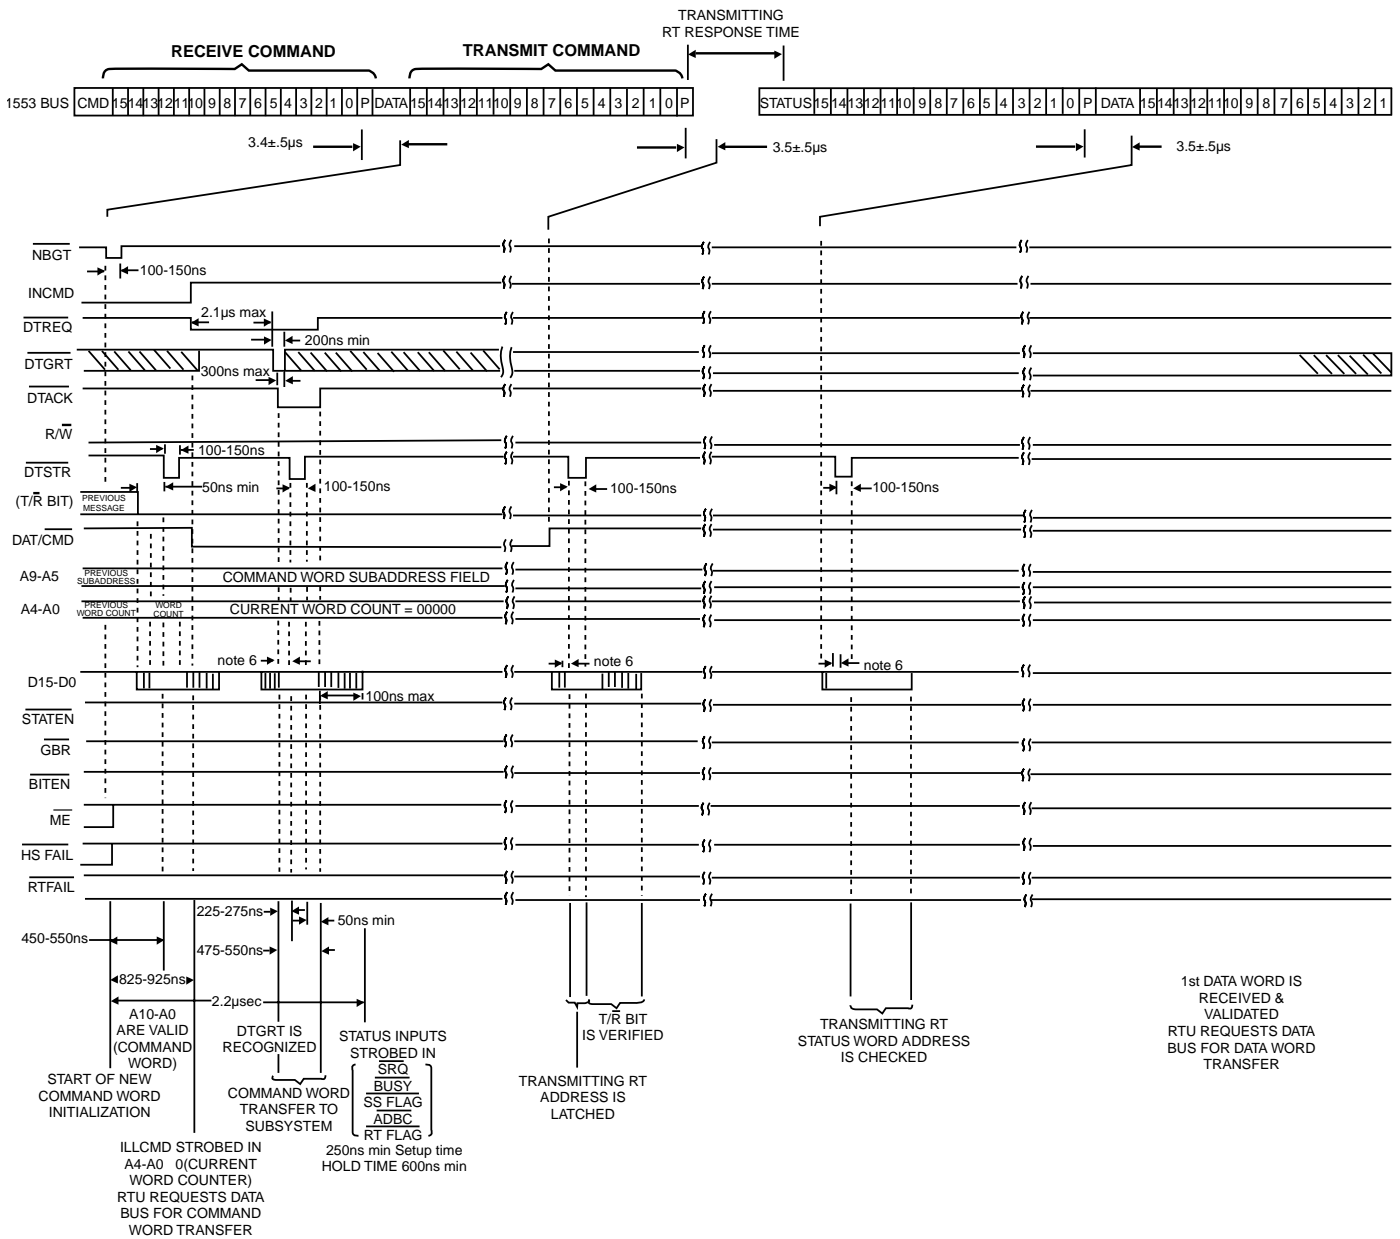 TRANSMITTING
RT RESPONSE TIME
RECEIVE COMMAND
TRANSMIT COMMAND
1553 BUS
CMD 15 14 13 12 11 10 9 8 7 6 5 4 3 2 1 0 P DATA 15 14 13 12 11 10 9 8 7 6 5 4 3 2 1 0 P
STATUS 15 14 13 12 11 10 9 8 7 6 5 4 3 2 1 0 P DATA 15 14 13 12 11 10 9 8 7 6 5 4 3 2 1
3.4±.5µs
3.5±.5µs
3.5±.5µs
NBGT
100-150ns
INCMD
2.1µs max
DTREQ
200ns min
DTGRT
300ns max
DTACK
R/W
100-150ns
DTSTR
50ns min
100-150ns
100-150ns
100-150ns
(T/R BIT)
PREVIOUS
MESSAGE
DAT/CMD
A9-A5
PREVIOUS
SUBADDRESS
COMMAND WORD SUBADDRESS FIELD
A4-A0
PREVIOUS
WORD COUNT
WORD
COUNT
CURRENT WORD COUNT = 00000
note 6
note 6
note 6
D15-D0
100ns max
STATEN
GBR
BITEN
ME
HS FAIL
RTFAIL
225-275ns
50ns min
450-550ns
475-550ns
825-925ns
2.2µsec
A10-A0
ARE VALID
(COMMAND
WORD)
START OF NEW
COMMAND WORD
INITIALIZATION
DTGRT IS
RECOGNIZED
COMMAND WORD
TRANSFER TO
SUBSYSTEM
STATUS INPUTS
STROBED IN
SRQ
BUSY
SS FLAG
ADBC
RT FLAG
250ns min Setup time
HOLD TIME 600ns min
ILLCMD STROBED IN
A4-A0 0(CURRENT
WORD COUNTER)
RTU REQUESTS DATA
BUS FOR COMMAND
WORD TRANSFER
T/R BIT
IS VERIFIED
TRANSMITTING RT
ADDRESS IS
LATCHED
TRANSMITTING RT
STATUS WORD ADDRESS
IS CHECKED
1st DATA WORD IS
RECEIVED &
VALIDATED
RTU REQUESTS DATA
BUS FOR DATA WORD
TRANSFER